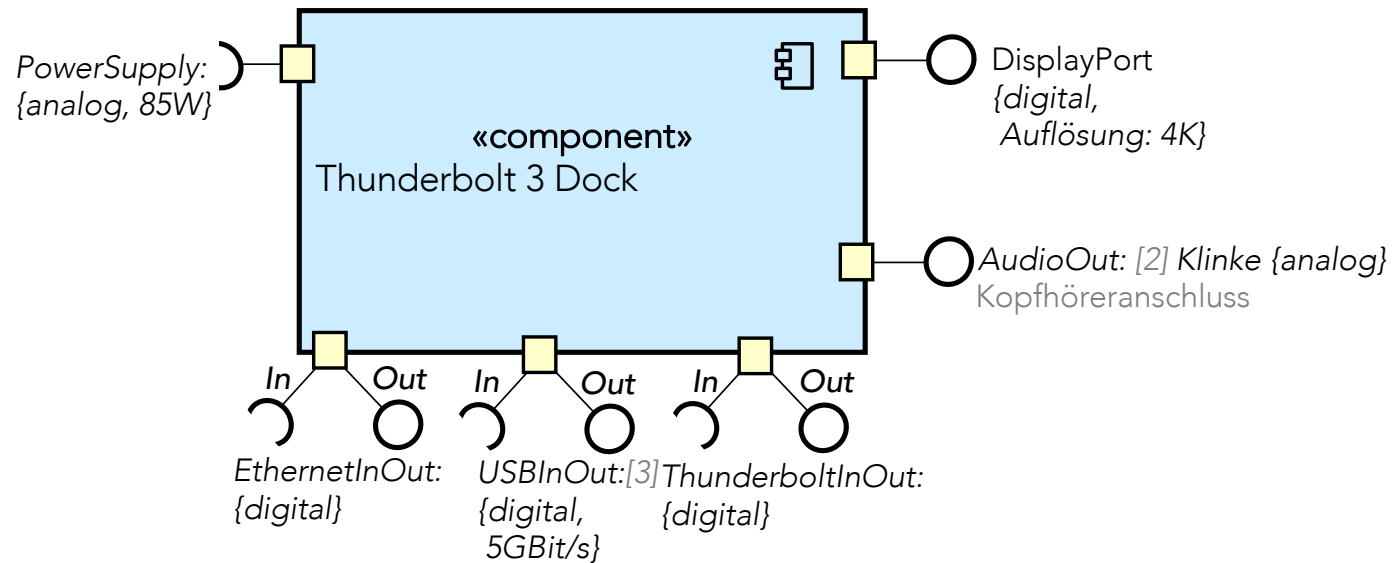 PowerSupply:
{analog, 85W}
«component»
Thunderbolt 3 Dock
DisplayPort
{digital,
Auflösung: 4K}
AudioOut: [2] Klinke {analog}
Kopfhöreranschluss
In Out
EthernetInOut:
{digital}
In Out
USBInOut:[3]
{digital,
5GBit/s}
In Out
ThunderboltInOut:
{digital}